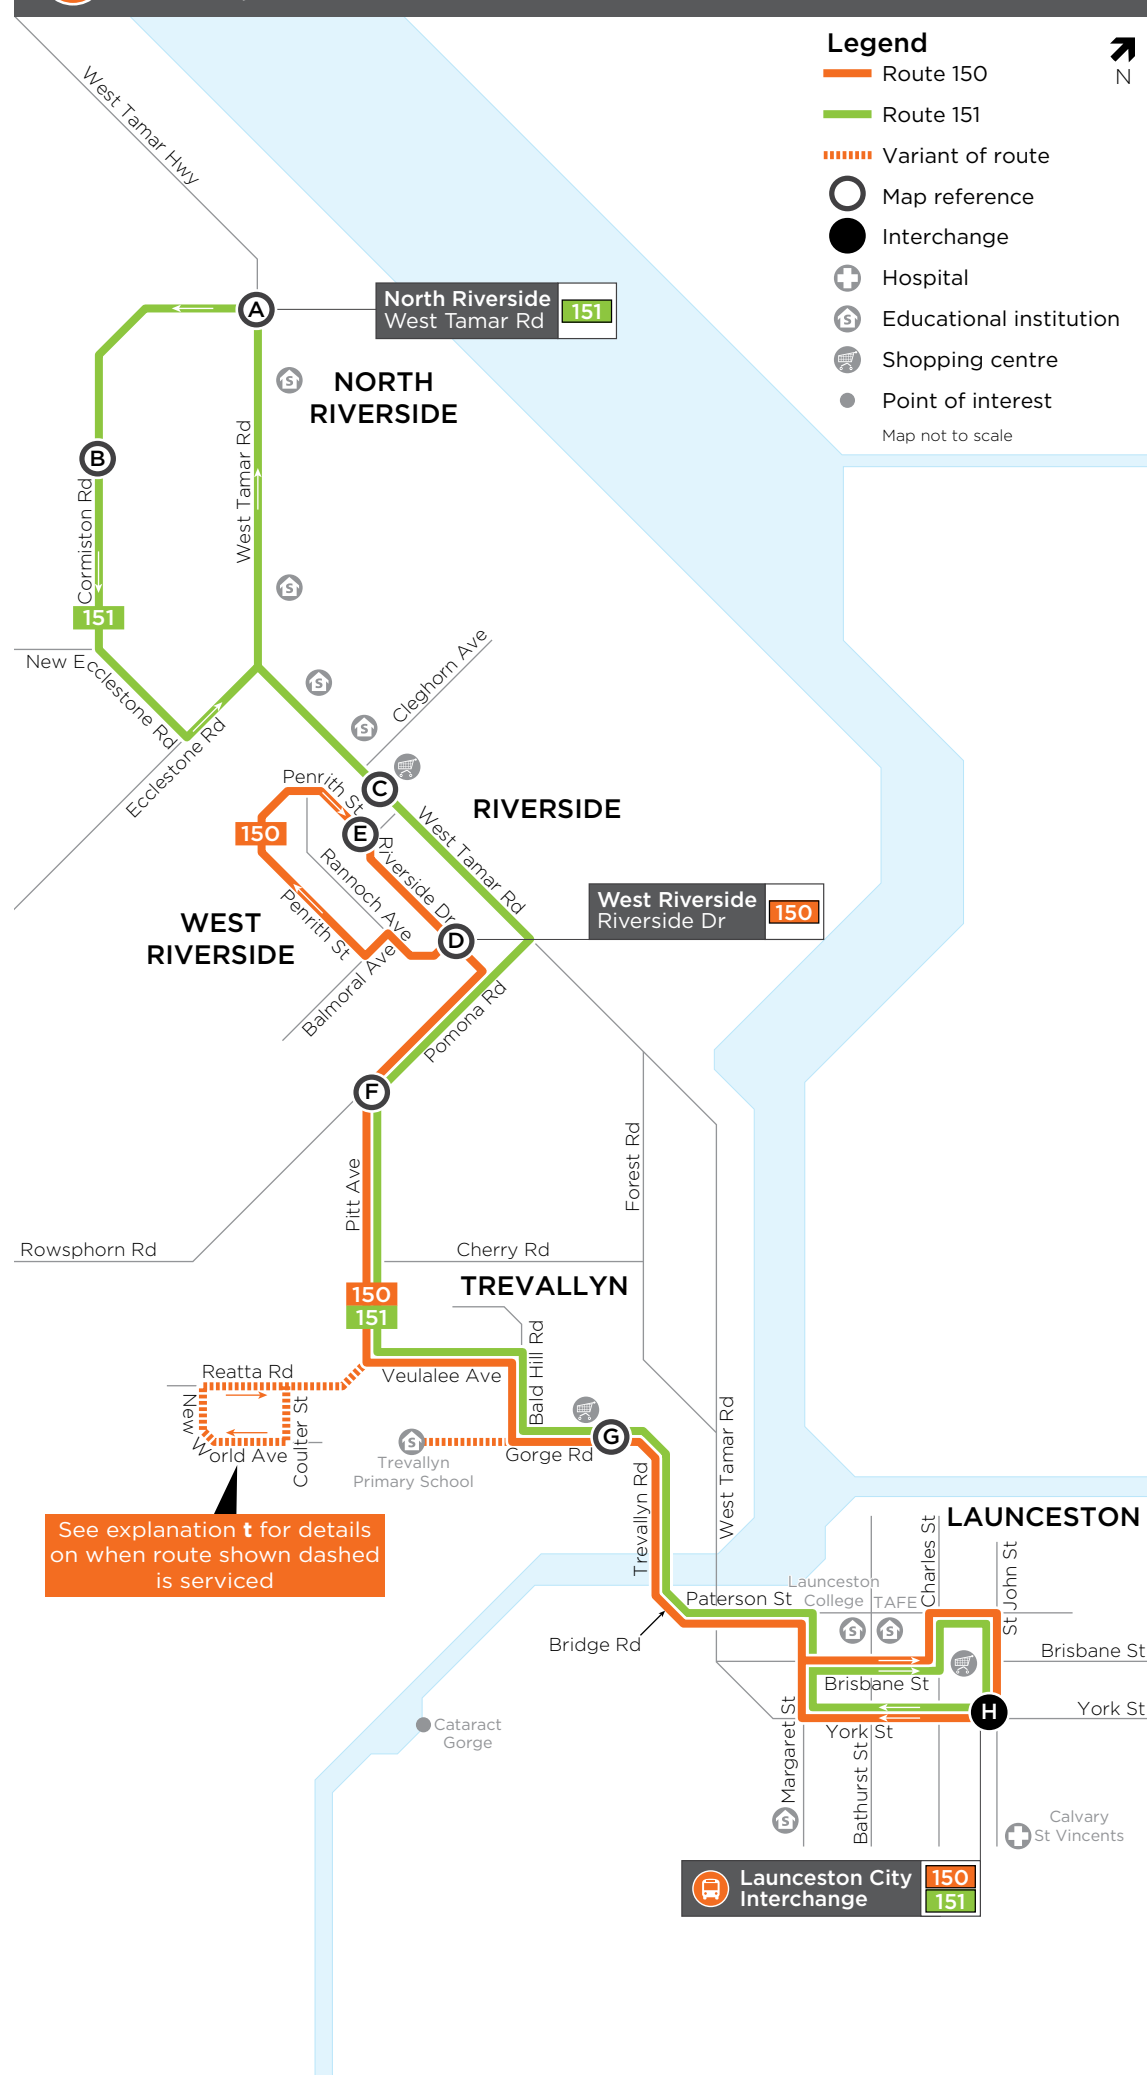 Legend
Route 150
Route 151
Variant of route
Map reference
Interchange
Hospital
Educational institution
Shopping centre
Point of interest
Map not to scale
N
West Tamar Hwy
A
North Riverside
West Tamar Rd
151
NORTH
RIVERSIDE
B
West Tamar Rd
Cormiston Rd
151
New Ecclestone Rd
Ecclestone Rd
Cleghorn Ave
C
Penrith St
RIVERSIDE
150
E
Riverside Dr
West Tamar Rd
Rannoch Ave
Penrith St
WEST
RIVERSIDE
D
West Riverside
Riverside Dr
150
Balmoral Ave
Pomona Rd
F
Pitt Ave
Forest Rd
Rowsphorn Rd
Cherry Rd
TREVALLYN
150
151
Bald Hill Rd
Reatta Rd
Veulalee Ave
New World Ave
Coulter St
G
Gorge Rd
Trevallyn
Primary School
Trevallyn Rd
West Tamar Rd
See explanation t for details
on when route shown dashed
is serviced
LAUNCESTON
Charles St
St John St
Launceston
College
TAFE
Paterson St
Bridge Rd
Brisbane St
Brisbane St
H
York St
York St
Margaret St
Bathurst St
Cataract
Gorge
Calvary
St Vincents
Launceston City
Interchange
150
151